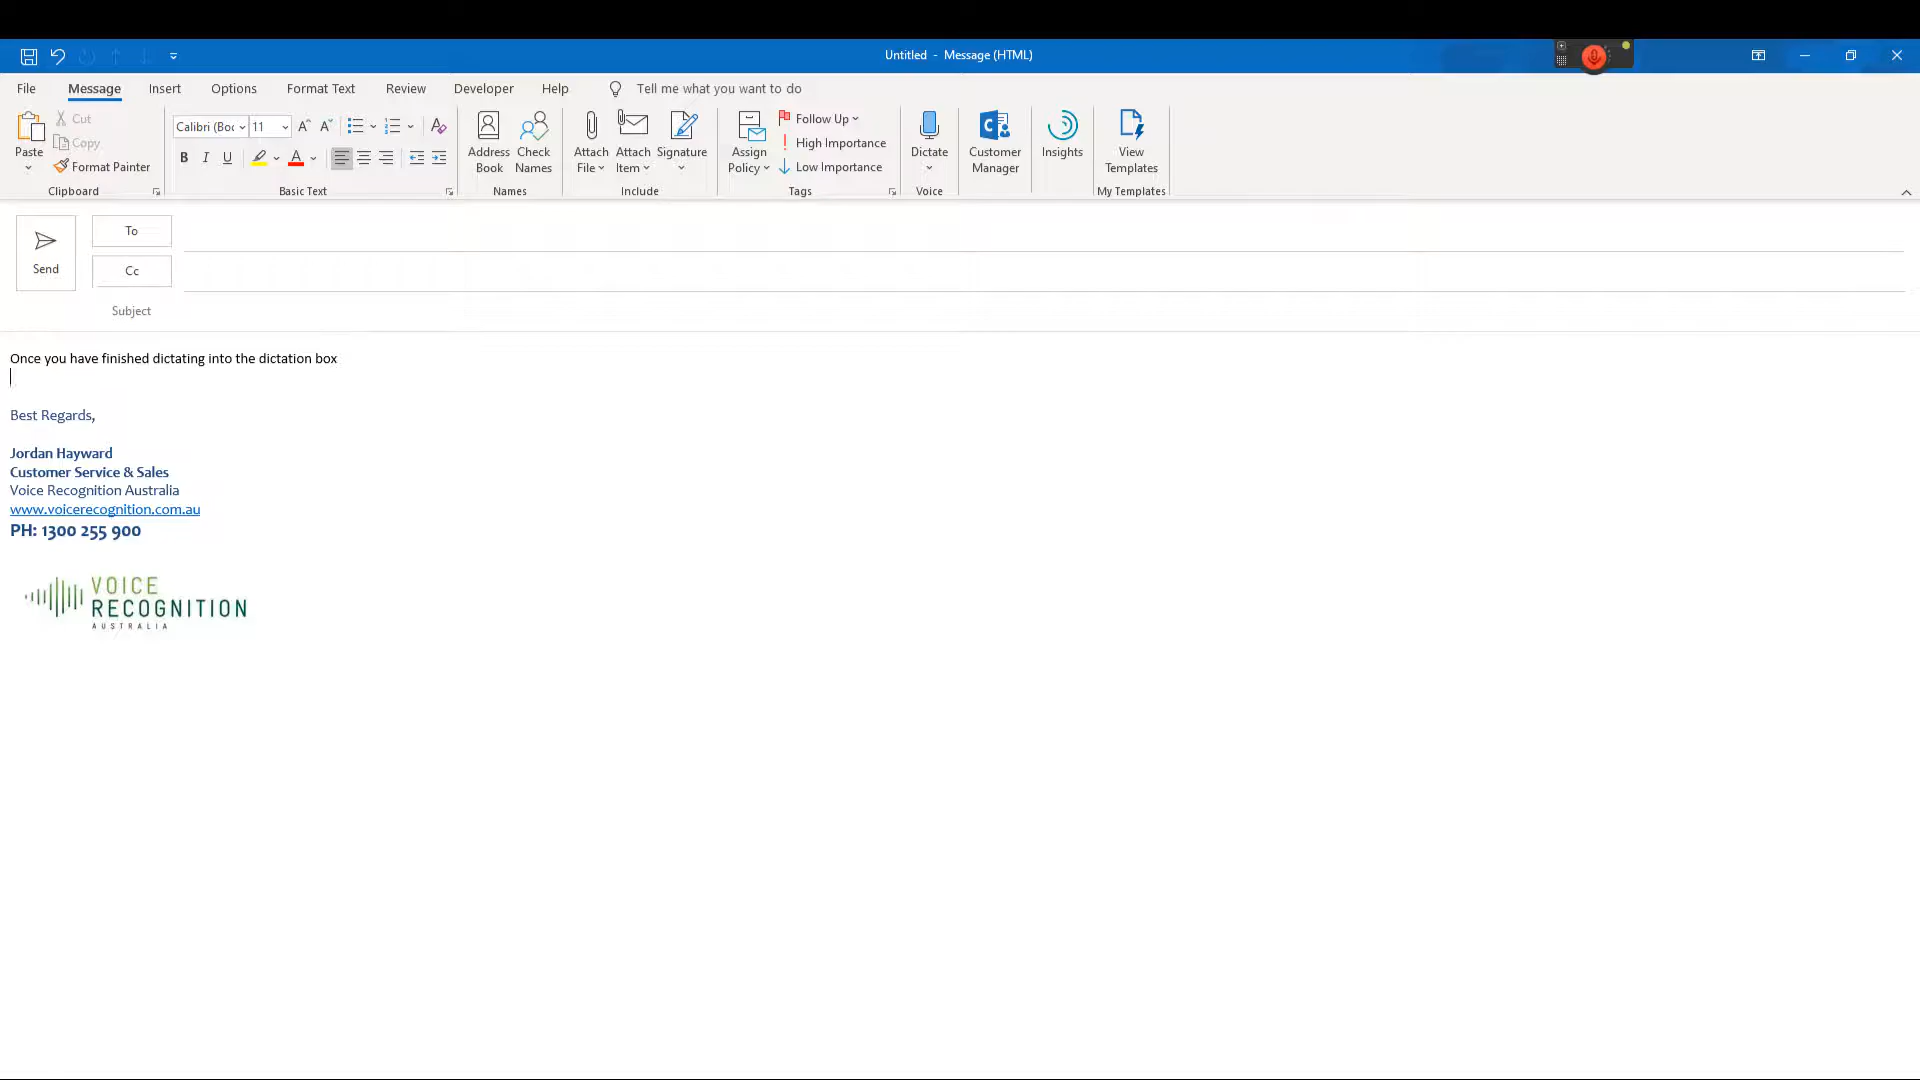 Untitled - Message (HTML)
File Message Insert Options Format Text Review Developer Help Tell me what you want to do
Paste
Cut
Copy
Format Painter
Clipboard
Calibri (Boc 11
B I U
Basic Text
Address Book
Check Names
Names
Attach File
Attach Item
Signature
Include
Assign Policy
Follow Up
High Importance
Low Importance
Tags
Dictate
Voice
Customer Manager
Insights
View Templates
My Templates
Send
To
Cc
Subject
Once you have finished dictating into the dictation box
Best Regards,
Jordan Hayward
Customer Service & Sales
Voice Recognition Australia
www.voicerecognition.com.au
PH: 1300 255 900
VOICE
RECOGNITION
AUSTRALIA